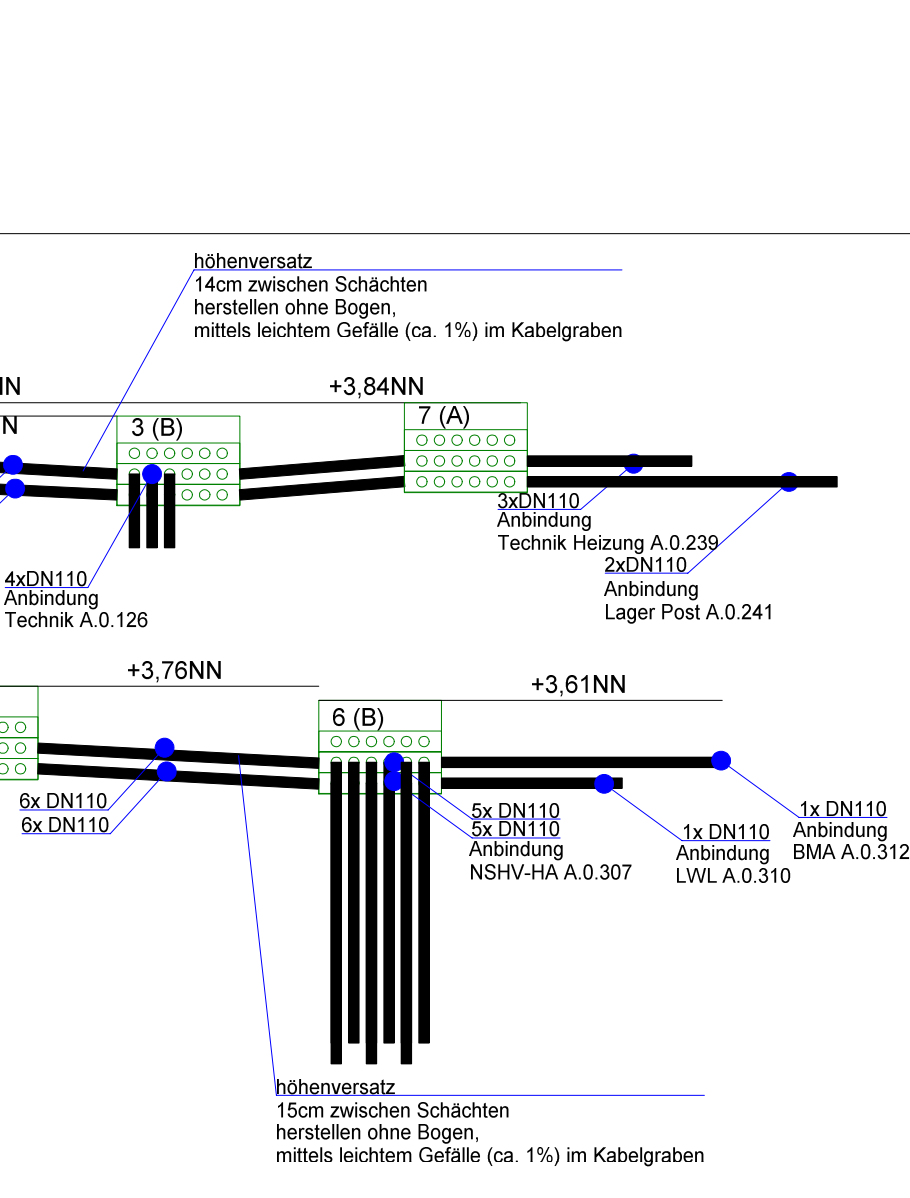 höhenversatz
14cm zwischen Schächten
herstellen ohne Bogen,
mittels leichtem Gefälle (ca. 1%) im Kabelgraben
NN
+3,84NN
N
3 (B)
7 (A)
3xDN110
Anbindung
Technik Heizung A.0.239
2xDN110
Anbindung
Lager Post A.0.241
4xDN110
Anbindung
Technik A.0.126
+3,76NN
+3,61NN
6 (B)
6x DN110
6x DN110
5x DN110
5x DN110
Anbindung
NSHV-HA A.0.307
1x DN110
Anbindung
LWL A.0.310
1x DN110
Anbindung
BMA A.0.312
höhenversatz
15cm zwischen Schächten
herstellen ohne Bogen,
mittels leichtem Gefälle (ca. 1%) im Kabelgraben